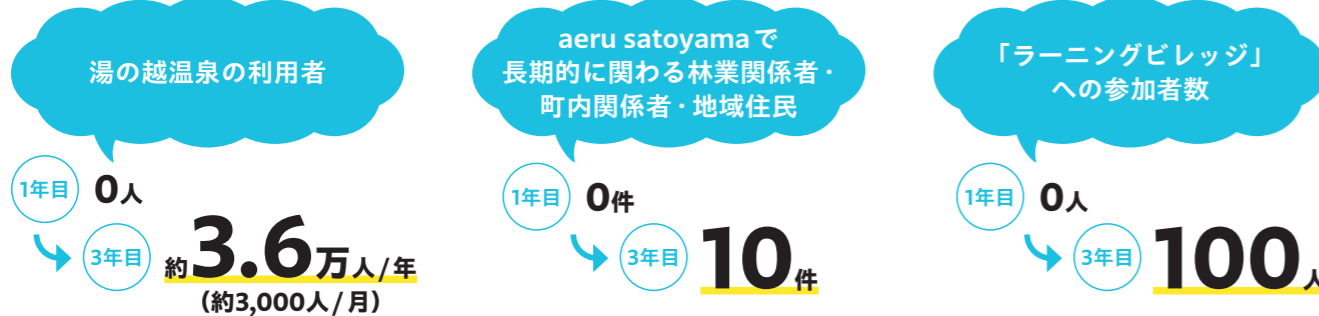 湯の越温泉の利用者
1年目 0人
3年目 約3.6万人/年
（約3,000人/月）
aeru satoyamaで
長期的に関わる林業関係者・
町内関係者・地域住民
1年目 0件
3年目 10件
「ラーニングビレッジ」
への参加者数
1年目 0人
3年目 100人